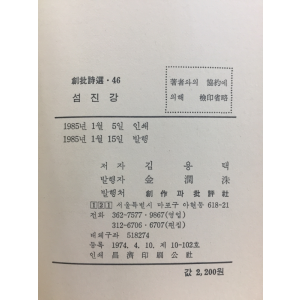 創批詩選·46
섬진강
著者와의 協約에
의해 檢印省略
1985년 1월 5일 인쇄
1985년 1월 15일 발행
저 자 김 용 택
발행자 金 潤 洙
발행처 創作과批評社
121 서울특별시 마포구 아현동 618-21
전화 362-7577·9867(영업)
312-6706·6707(편집)
대체구좌 518274
등록 1974. 4. 10. 제 10-102호
인쇄 昌濟印刷公社
값 2,200원